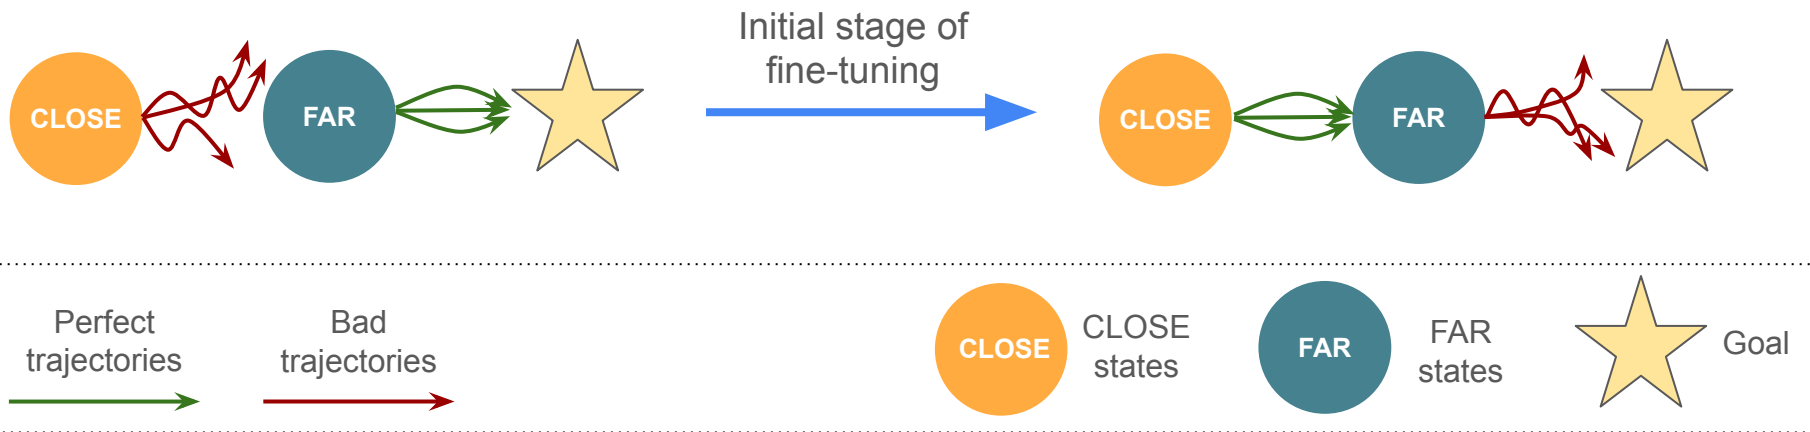 Initial stage of
fine-tuning
CLOSE
FAR
CLOSE
FAR
Perfect
trajectories
Bad
trajectories
CLOSE
CLOSE
states
FAR
FAR
states
Goal